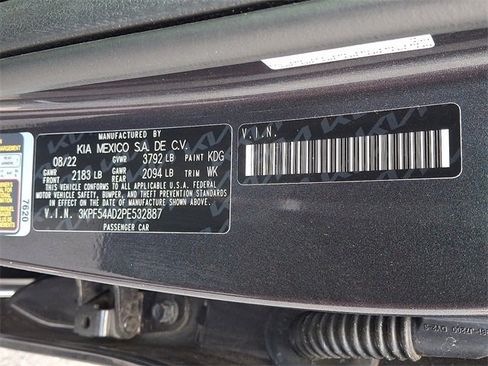 MANUFACTURED BY
KIA MEXICO S.A. DE C.V.
08/22 GVWR 3792 LB PAINT KDG
GAWR FRT 2183 LB GAWR REAR 2094 LB TRIM WK
THIS VEHICLE CONFORMS TO ALL APPLICABLE FEDERAL
MOTOR VEHICLE SAFETY, BUMPER, AND THEFT PREVENTION
STANDARDS IN EFFECT ON THE DATE OF MANUFACTURE
SHOWN ABOVE.
V.I.N. 3KPF54AD2PE532887
PASSENGER CAR
V.I.N.
7620